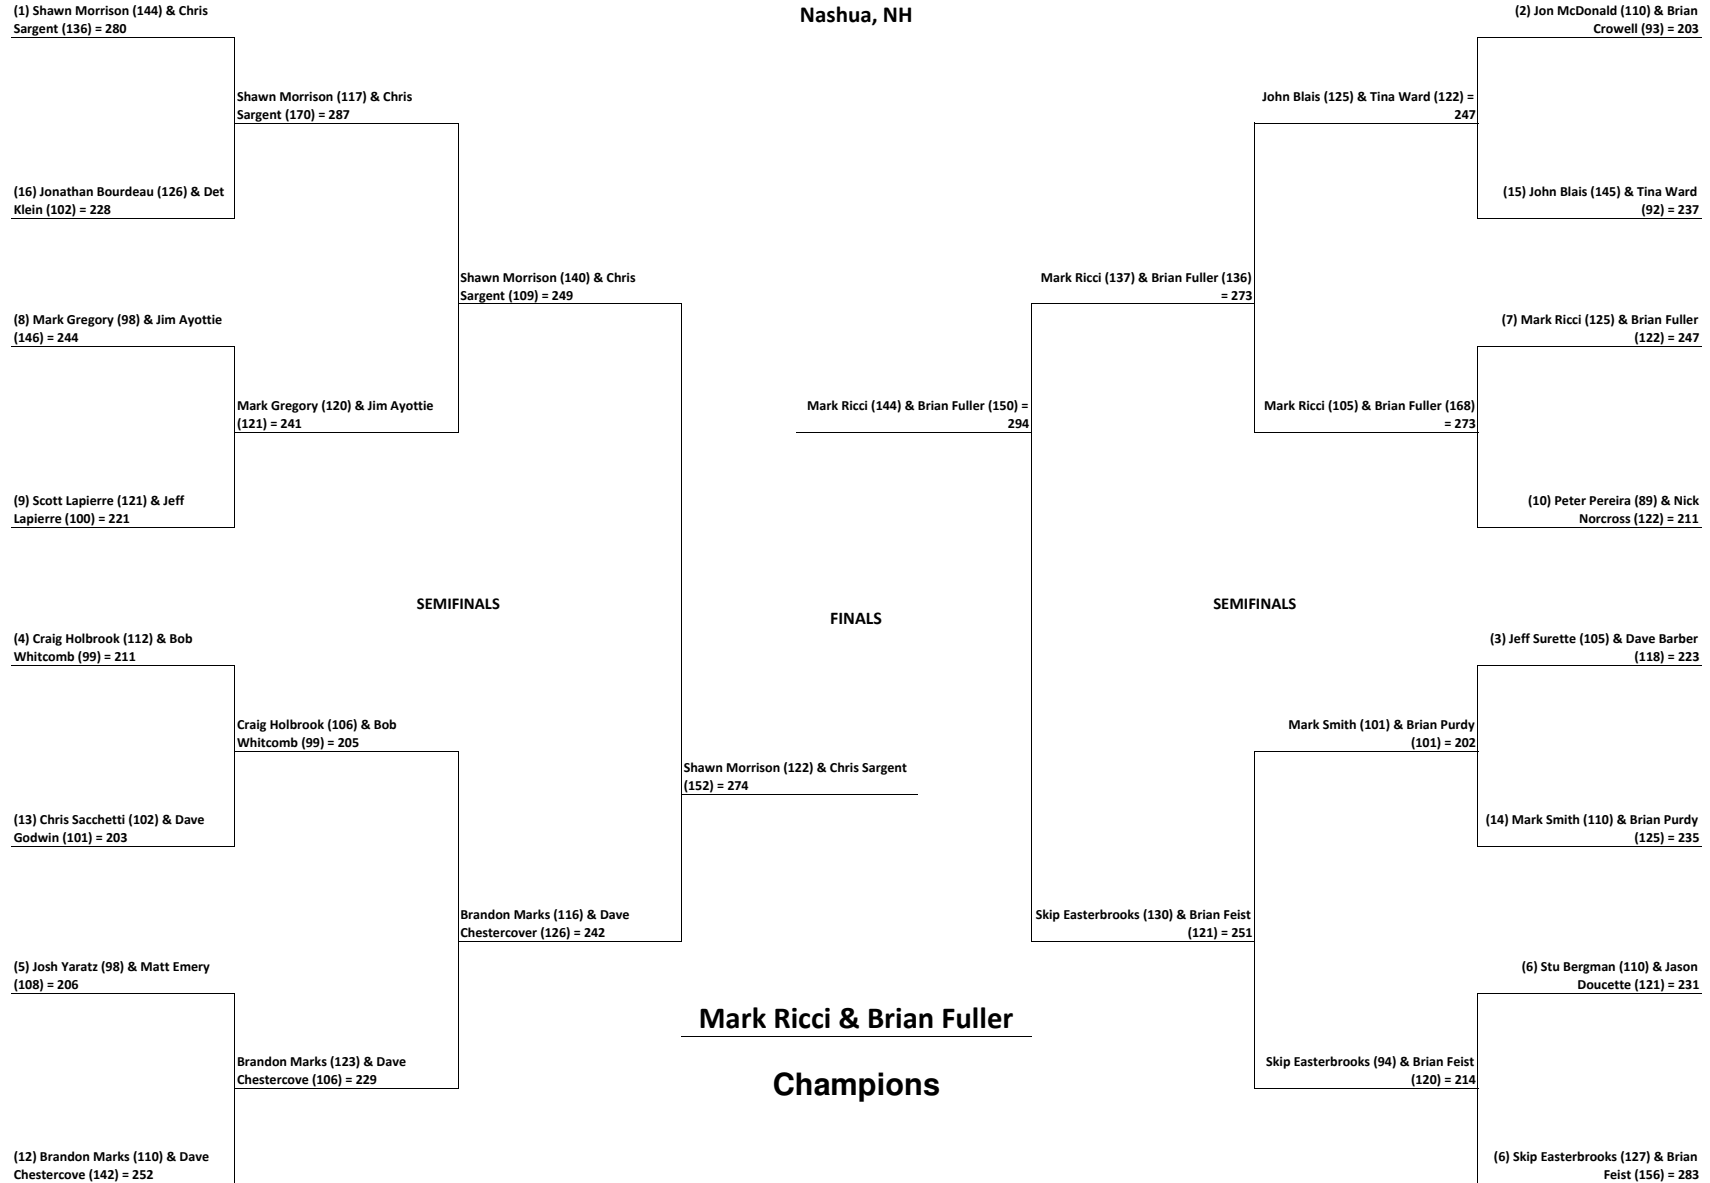 Nashua, NH
(1) Shawn Morrison (144) & Chris
Sargent (136) = 280
Shawn Morrison (117) & Chris
Sargent (170) = 287
(16) Jonathan Bourdeau (126) & Det
Klein (102) = 228
Shawn Morrison (140) & Chris
Sargent (109) = 249
(8) Mark Gregory (98) & Jim Ayottie
(146) = 244
Mark Gregory (120) & Jim Ayottie
(121) = 241
(9) Scott Lapierre (121) & Jeff
Lapierre (100) = 221
SEMIFINALS
(4) Craig Holbrook (112) & Bob
Whitcomb (99) = 211
Craig Holbrook (106) & Bob
Whitcomb (99) = 205
(13) Chris Sacchetti (102) & Dave
Godwin (101) = 203
Brandon Marks (116) & Dave
Chestercover (126) = 242
(5) Josh Yaratz (98) & Matt Emery
(108) = 206
Brandon Marks (123) & Dave
Chestercove (106) = 229
(12) Brandon Marks (110) & Dave
Chestercove (142) = 252
FINALS
Mark Ricci (144) & Brian Fuller (150) =
294
Shawn Morrison (122) & Chris Sargent
(152) = 274
Mark Ricci & Brian Fuller
Champions
(2) Jon McDonald (110) & Brian
Crowell (93) = 203
John Blais (125) & Tina Ward (122) =
247
(15) John Blais (145) & Tina Ward
(92) = 237
Mark Ricci (137) & Brian Fuller (136)
= 273
(7) Mark Ricci (125) & Brian Fuller
(122) = 247
Mark Ricci (105) & Brian Fuller (168)
= 273
(10) Peter Pereira (89) & Nick
Norcross (122) = 211
SEMIFINALS
(3) Jeff Surette (105) & Dave Barber
(118) = 223
Mark Smith (101) & Brian Purdy
(101) = 202
(14) Mark Smith (110) & Brian Purdy
(125) = 235
Skip Easterbrooks (130) & Brian Feist
(121) = 251
(6) Stu Bergman (110) & Jason
Doucette (121) = 231
Skip Easterbrooks (94) & Brian Feist
(120) = 214
(6) Skip Easterbrooks (127) & Brian
Feist (156) = 283